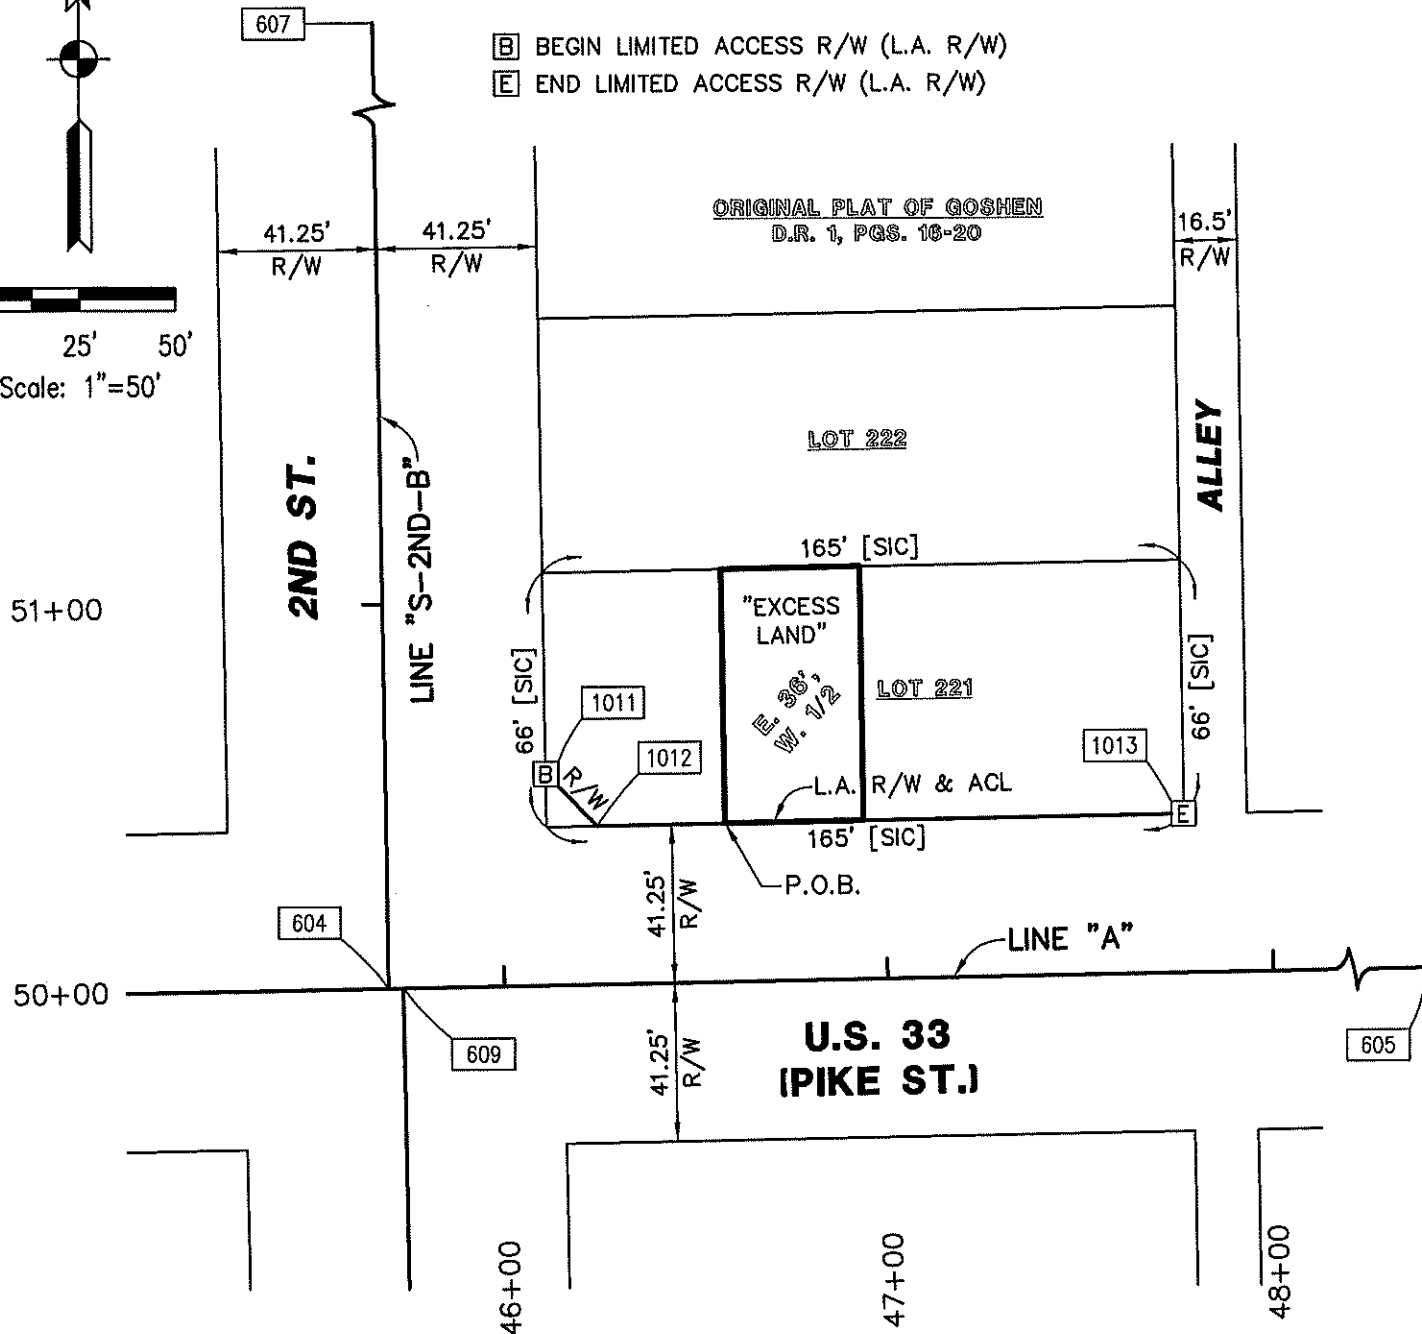 607
B BEGIN LIMITED ACCESS R/W (L.A. R/W)
E END LIMITED ACCESS R/W (L.A. R/W)
ORIGINAL PLAT OF GOSHEN
D.R. 1, PGS. 16-20
41.25'
R/W
41.25'
R/W
16.5'
R/W
25' 50'
Scale: 1"=50'
LOT 222
ALLEY
2ND ST.
LINE "S-2ND-B"
165' [SIC]
51+00
"EXCESS
LAND"
E. 36',
W. 1/2
LOT 221
66' [SIC]
66' [SIC]
1011
1012
1013
B
R/W
L.A. R/W & ACL
E
165' [SIC]
P.O.B.
41.25'
R/W
604
LINE "A"
50+00
609
41.25'
R/W
U.S. 33
(PIKE ST.)
605
46+00
47+00
48+00